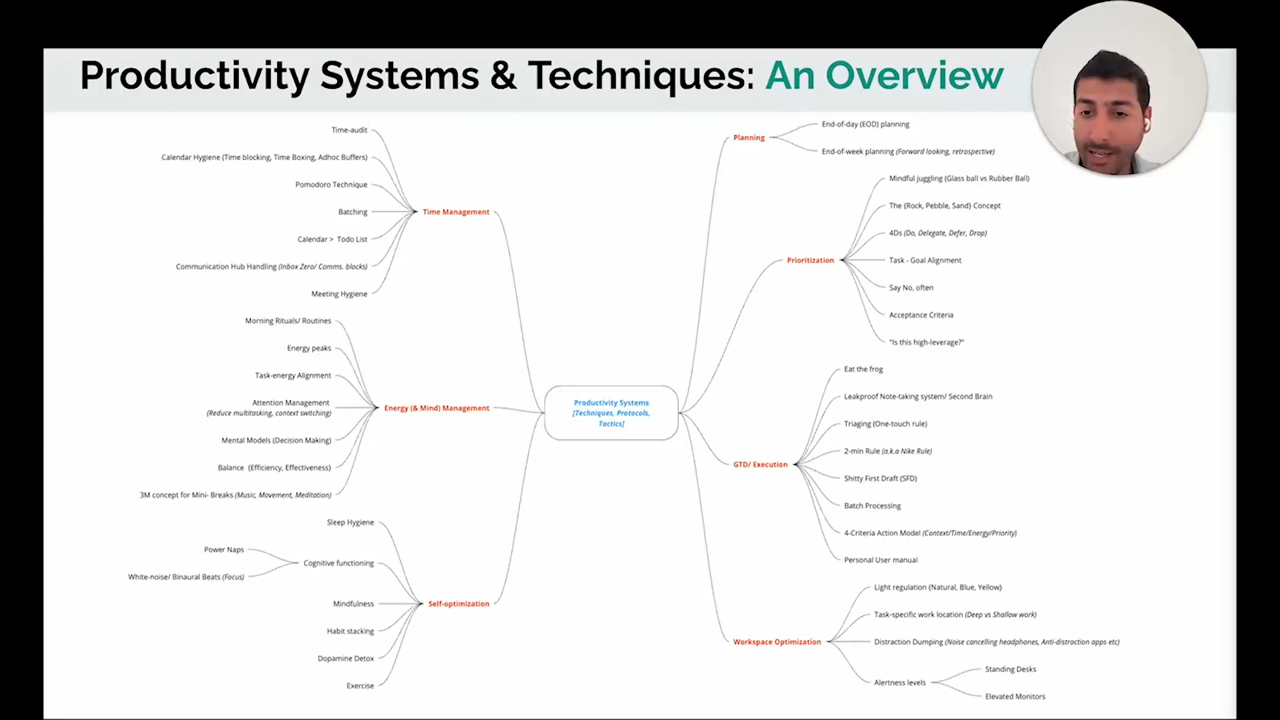 Productivity Systems & Techniques: An Overview
Time-audit
Calendar Hygiene (Time blocking, Time Boxing, Adhoc Buffers)
Pomodoro Technique
Batching
Calendar > Todo List
Communication Hub Handling (Inbox Zero/ Comms. blocks)
Meeting Hygiene
Time Management
Morning Rituals/ Routines
Energy peaks
Task-energy Alignment
Attention Management
(Reduce multitasking, context switching)
Mental Models (Decision Making)
Balance (Efficiency, Effectiveness)
3M concept for Mini- Breaks (Music, Movement, Meditation)
Energy (& Mind) Management
Sleep Hygiene
Power Naps
White-noise/ Binaural Beats (Focus)
Cognitive functioning
Mindfulness
Habit stacking
Dopamine Detox
Exercise
Self-optimization
Productivity Systems
[Techniques, Protocols,
Tactics]
Planning
End-of-day (EOD) planning
End-of-week planning (Forward looking, retrospective)
Prioritization
Mindful juggling (Glass ball vs Rubber Ball)
The {Rock, Pebble, Sand} Concept
4Ds (Do, Delegate, Defer, Drop)
Task - Goal Alignment
Say No, often
Acceptance Criteria
"Is this high-leverage?"
GTD/ Execution
Eat the frog
Leakproof Note-taking system/ Second Brain
Triaging (One-touch rule)
2-min Rule (a.k.a Nike Rule)
Shitty First Draft (SFD)
Batch Processing
4-Criteria Action Model (Context/Time/Energy/Priority)
Personal User manual
Workspace Optimization
Light regulation (Natural, Blue, Yellow)
Task-specific work location (Deep vs Shallow work)
Distraction Dumping (Noise cancelling headphones, Anti-distraction apps etc)
Alertness levels
Standing Desks
Elevated Monitors